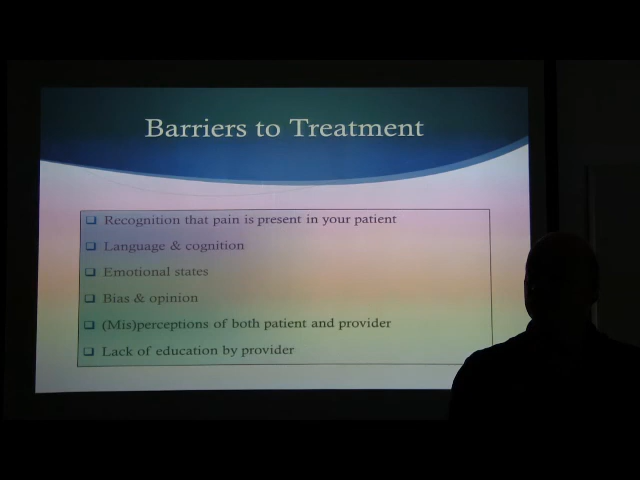 Barriers to Treatment
Recognition that pain is present in your patient
Language & cognition
Emotional states
Bias & opinion
(Mis)perceptions of both patient and provider
Lack of education by provider